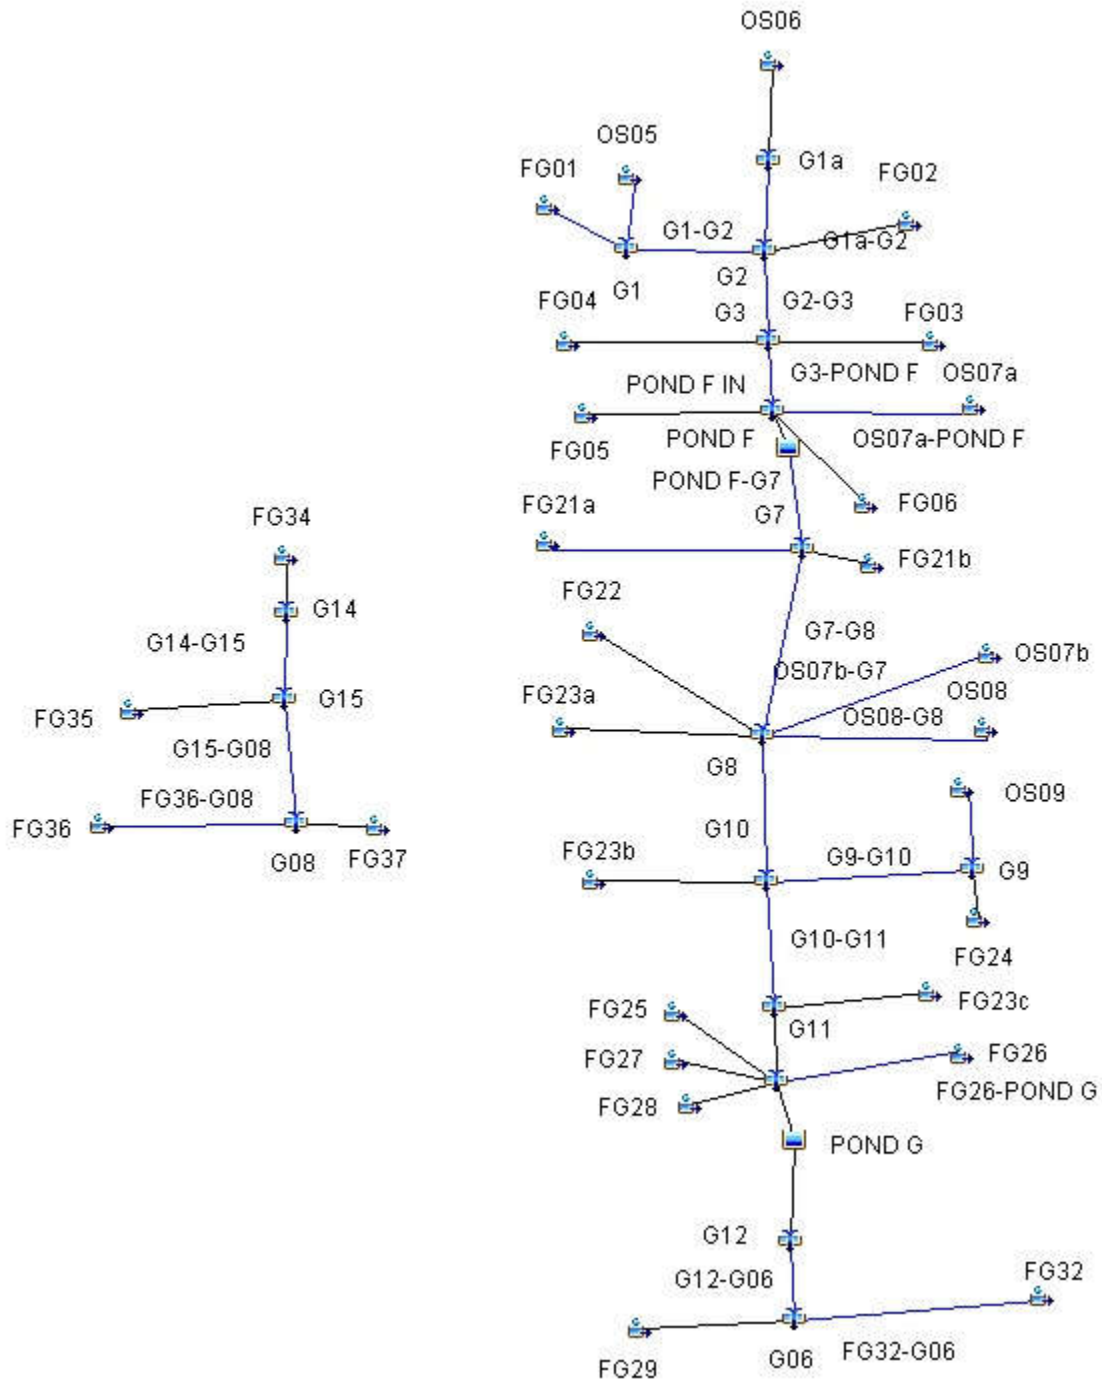 OS06
OS05
G1a
FG01
FG02
G1-G2
G1a-G2
G2
G1
G2-G3
FG04
G3
FG03
G3-POND F
OS07a
POND F IN
POND F
OS07a-POND F
FG05
POND F-G7
FG21a
G7
FG06
FG34
FG21b
FG22
G14
G7-G8
G14-G15
OS07b
OS07b-G7
FG23a
OS08
G15
FG35
OS08-G8
G15-G08
G8
OS09
FG36-G08
FG36
G10
FG37
G08
FG23b
G9-G10
G9
G10-G11
FG24
FG25
FG23c
G11
FG27
FG26
FG26-POND G
FG28
POND G
G12
G12-G06
FG32
FG32-G06
G06
FG29